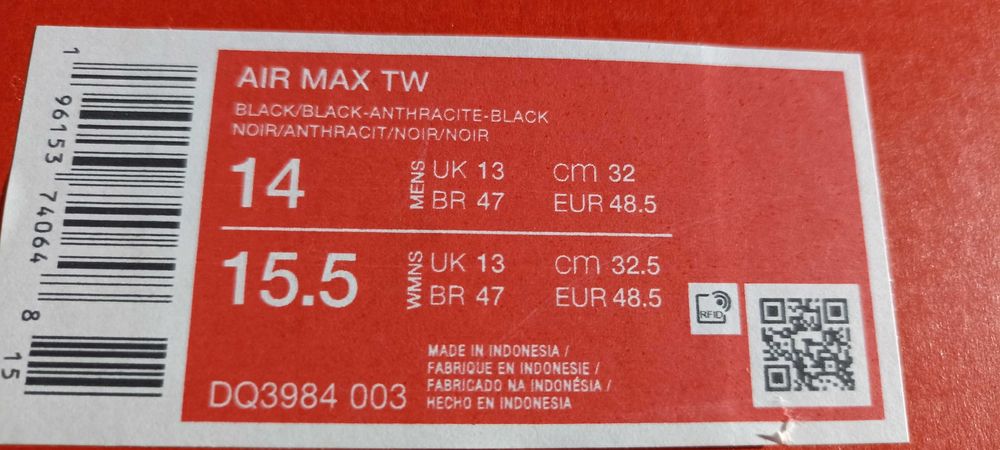 AIR MAX TW
BLACK/BLACK-ANTHRACITE-BLACK
NOIR/ANTHRACIT/NOIR/NOIR
14
MENS
UK 13 cm 32
BR 47 EUR 48.5
15.5
WMNS
UK 13 cm 32.5
BR 47 EUR 48.5
RFID
MADE IN INDONESIA /
FABRIQUE EN INDONESIE /
FABRICADO NA INDONÉSIA /
HECHO EN INDONESIA
DQ3984 003
1 96153 74064 8 15